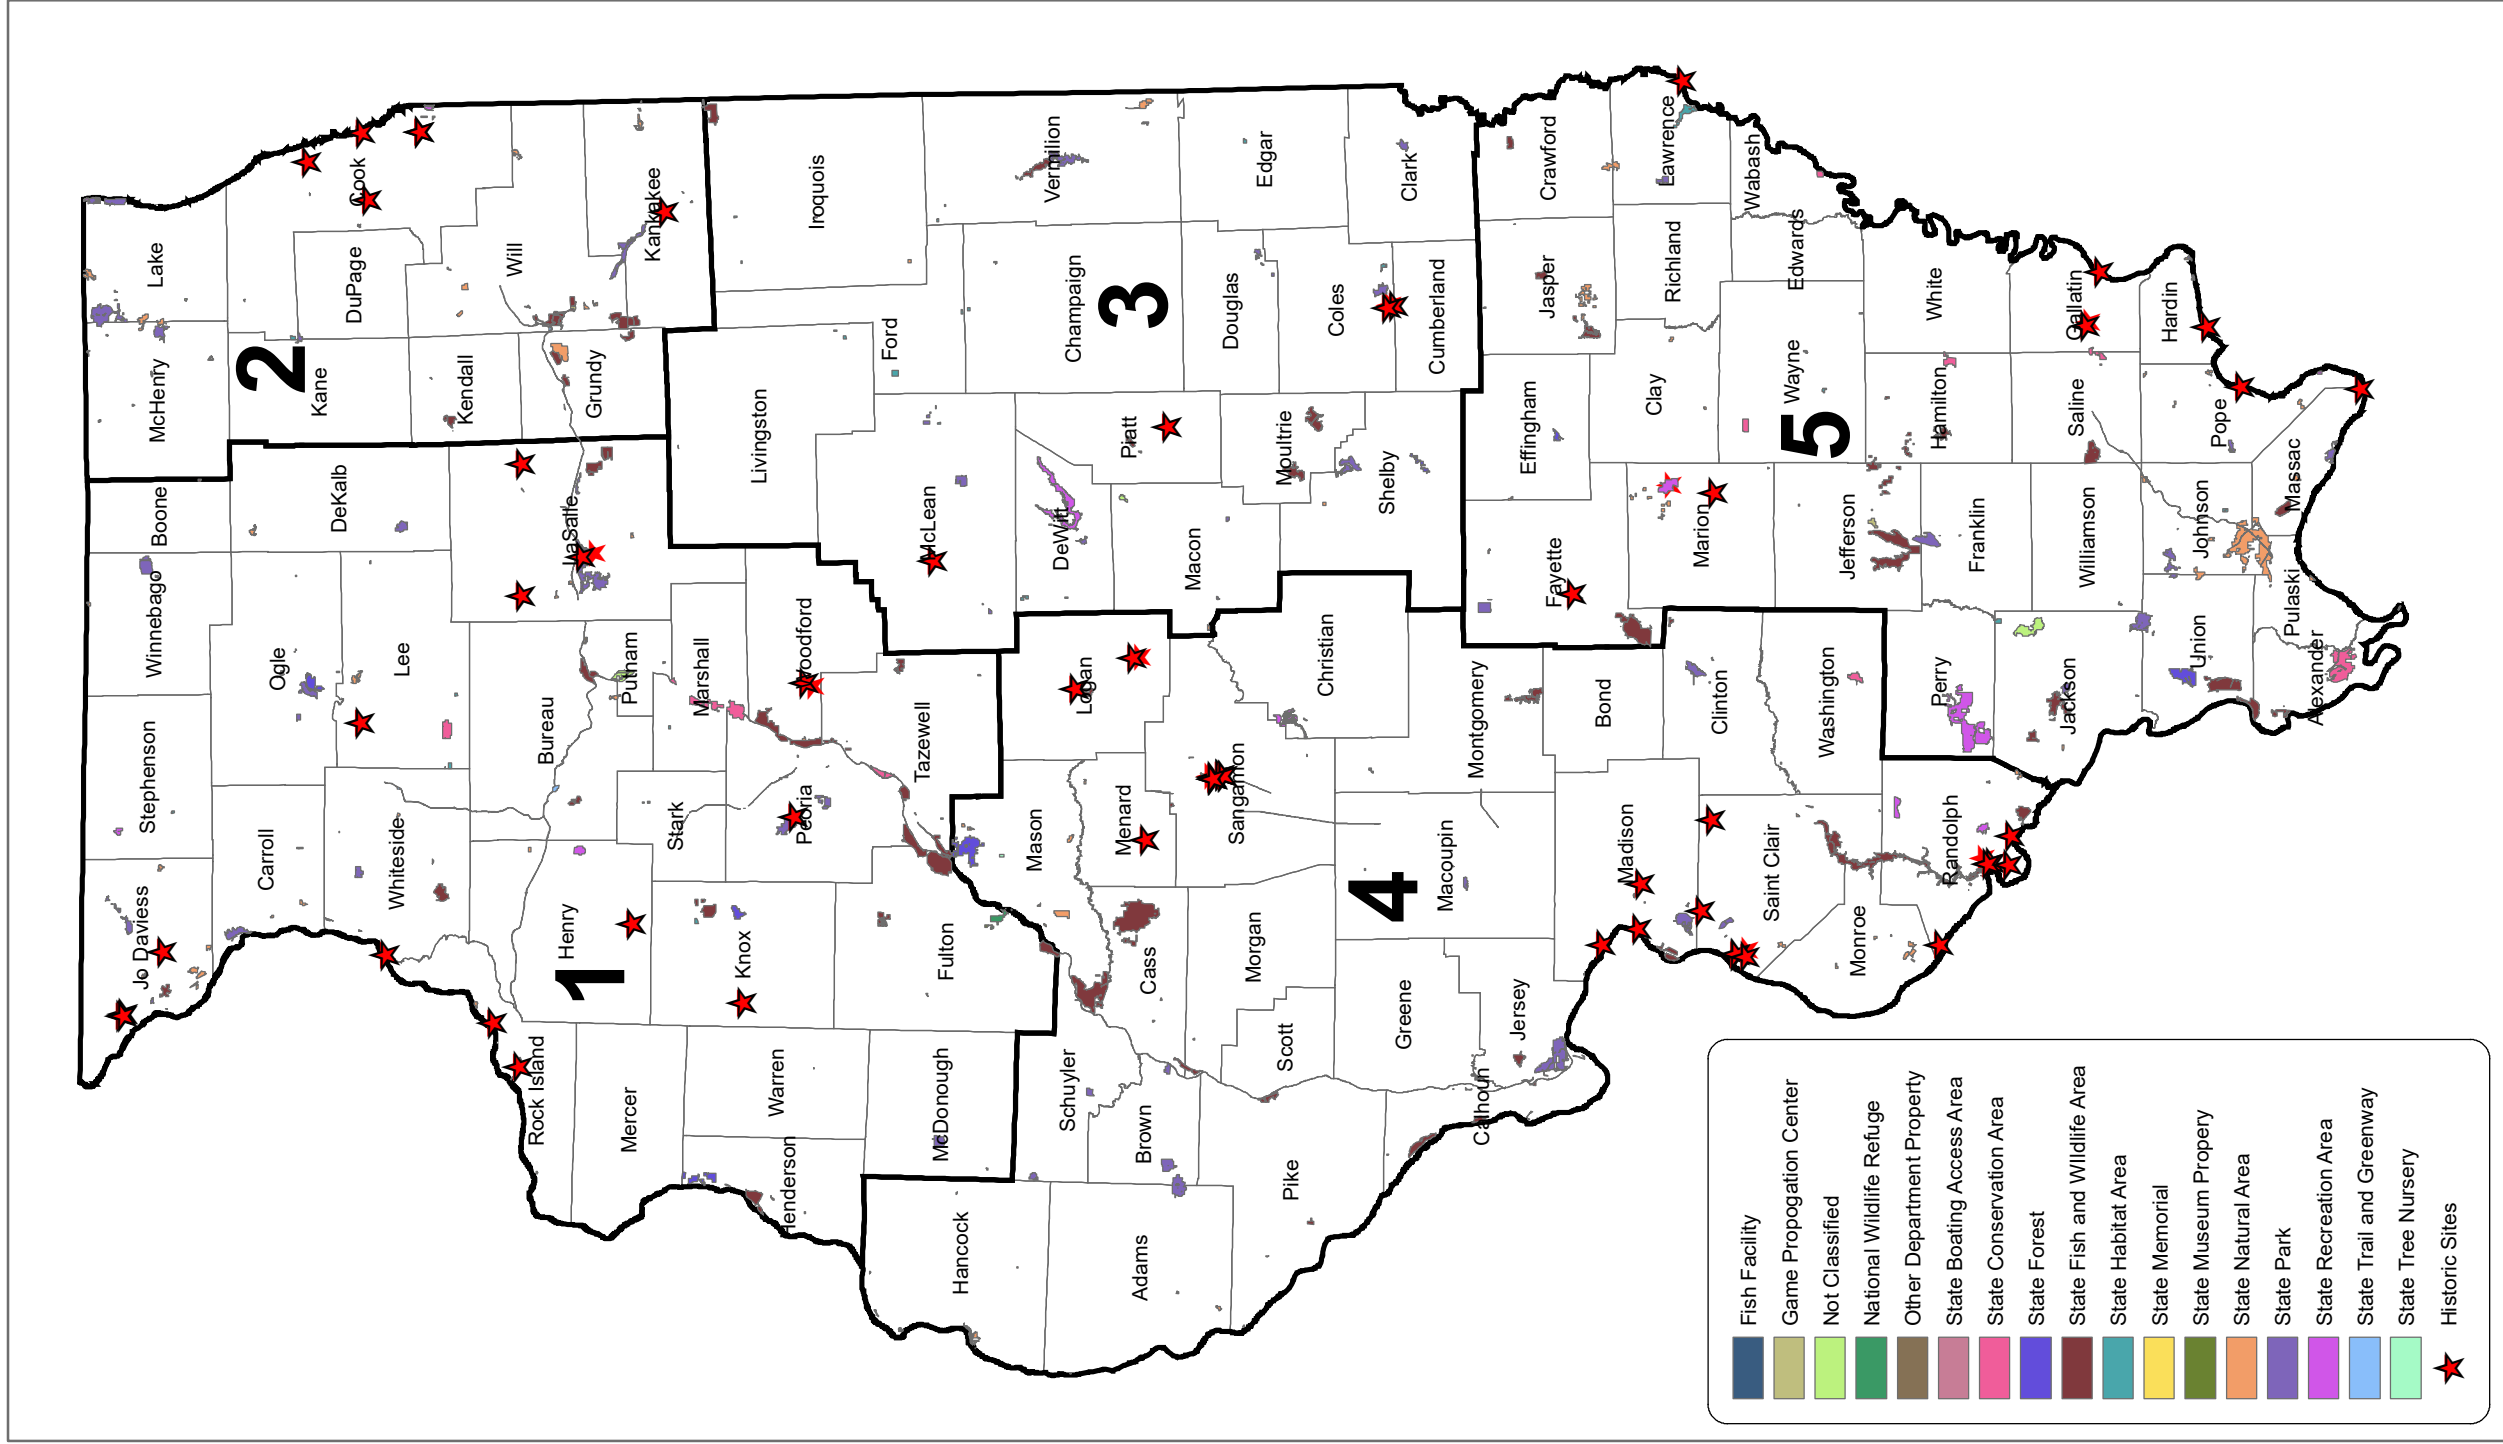 Jo Daviess
Stephenson
Winnebago
Boone
McHenry
Lake
Carroll
Ogle
DeKalb
Kane
2
DuPage
Cook
Whiteside
Lee
Kendall
Will
Rock Island
Henry
1
Bureau
LaSalle
Grundy
Kankakee
Mercer
Stark
Putnam
Marshall
Livingston
Iroquois
Henderson
Warren
Knox
Peoria
Woodford
Ford
McDonough
Fulton
Tazewell
McLean
Hancock
Schuyler
Mason
Logan
DeWitt
Champaign
3
Vermilion
Adams
Brown
Cass
Menard
Piatt
Macon
Pike
Scott
Morgan
Sangamon
Christian
Moultrie
Douglas
Edgar
Calhoun
Greene
4
Macoupin
Montgomery
Shelby
Coles
Clark
Cumberland
Jersey
Madison
Bond
Fayette
Effingham
Jasper
Crawford
Monroe
Saint Clair
Clinton
Marion
Clay
Richland
Lawrence
Washington
Jefferson
Wayne
5
Edwards
Wabash
Randolph
Perry
Franklin
Hamilton
White
Jackson
Williamson
Saline
Gallatin
Union
Johnson
Pope
Hardin
Alexander
Pulaski
Massac
Fish Facility
Game Propogation Center
Not Classified
National Wildlife Refuge
Other Department Property
State Boating Access Area
State Conservation Area
State Forest
State Fish and WIldlife Area
State Habitat Area
State Memorial
State Museum Propery
State Natural Area
State Park
State Recreation Area
State Trail and Greenway
State Tree Nursery
Historic Sites